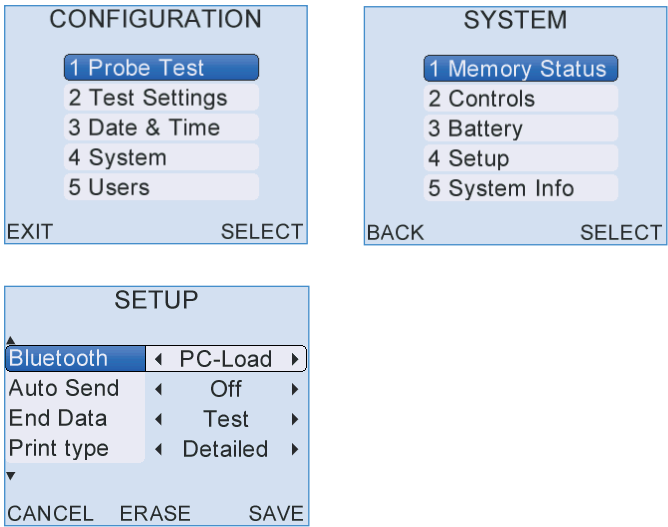 CONFIGURATION
1 Probe Test
2 Test Settings
3 Date & Time
4 System
5 Users
EXIT SELECT
SYSTEM
1 Memory Status
2 Controls
3 Battery
4 Setup
5 System Info
BACK SELECT
SETUP
Bluetooth PC-Load
Auto Send Off
End Data Test
Print type Detailed
CANCEL ERASE SAVE